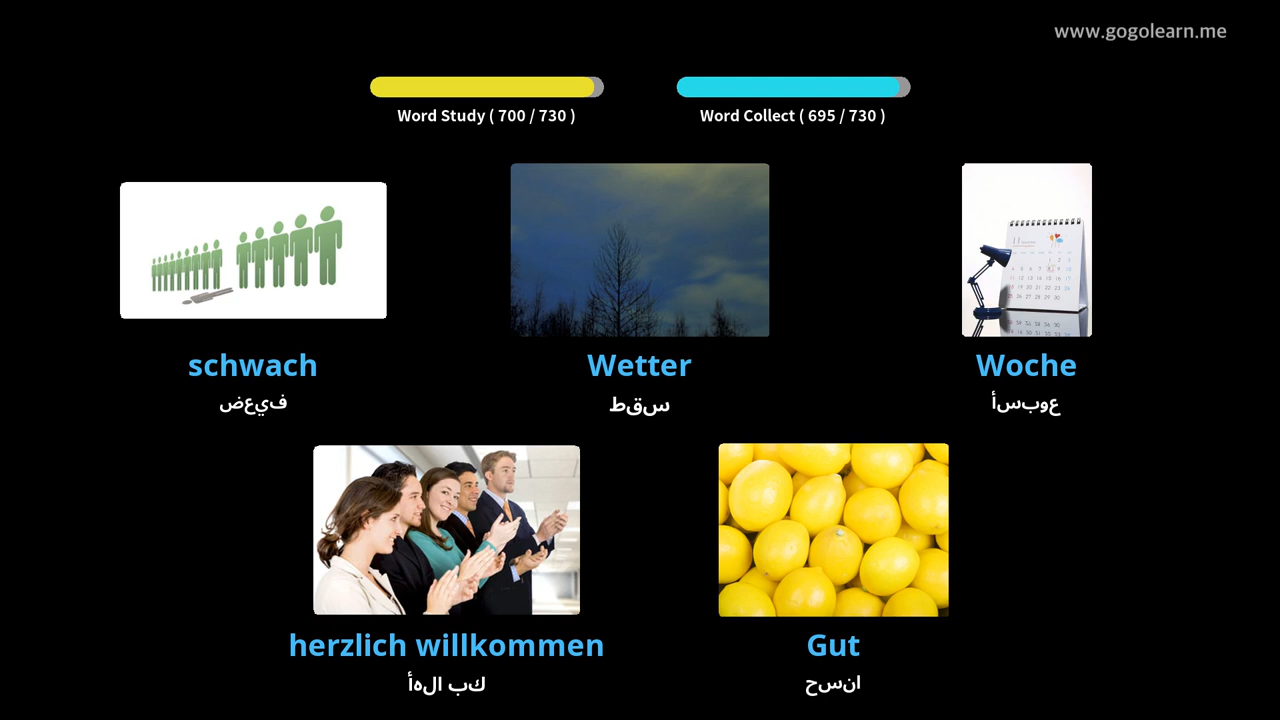 www.gogolearn.me
Word Study ( 700 / 730 )
Word Collect ( 695 / 730 )
schwach
فيعض
Wetter
سقط
Woche
عوبسأ
herzlich willkommen
كب الهأ
Gut
انسح